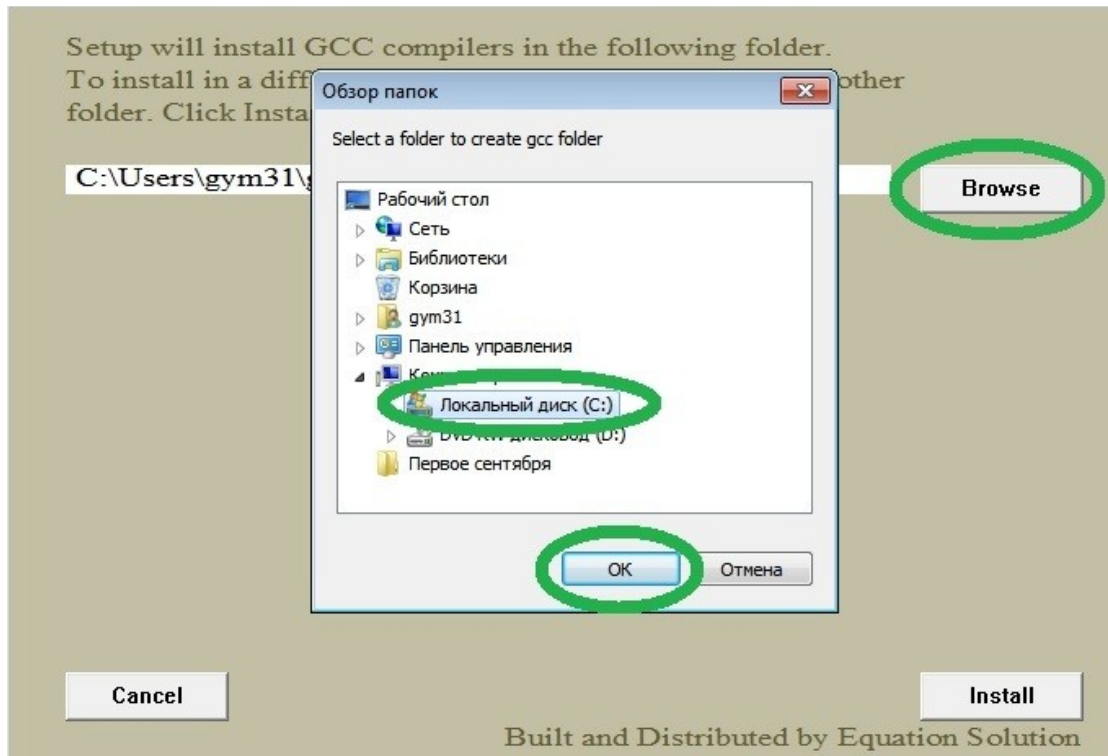 Setup will install GCC compilers in the following folder.
To install in a diff other
folder. Click Insta
Обзор папок
Select a folder to create gcc folder
C:\Users\gym31\
Browse
Рабочий стол
Сеть
Библиотеки
Корзина
gym31
Панель управления
Локальный диск (C:)
дисковод (D:)
Первое сентября
OK Отмена
Cancel Install
Built and Distributed by Equation Solution